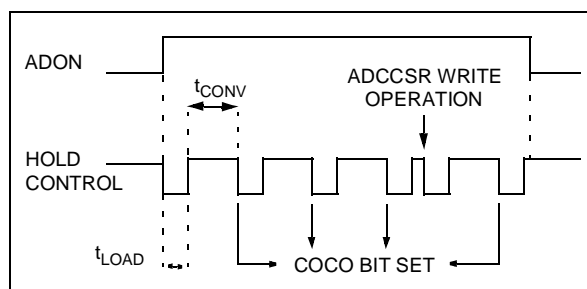 ADON
ADCCSR WRITE
OPERATION
tCONV
HOLD
CONTROL
tLOAD
COCO BIT SET